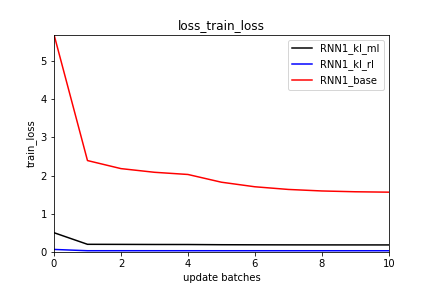 loss_train_loss
RNN1_kl_ml
RNN1_kl_rl
RNN1_base
train_loss
5
4
3
2
1
0
0 2 4 6 8 10
update batches